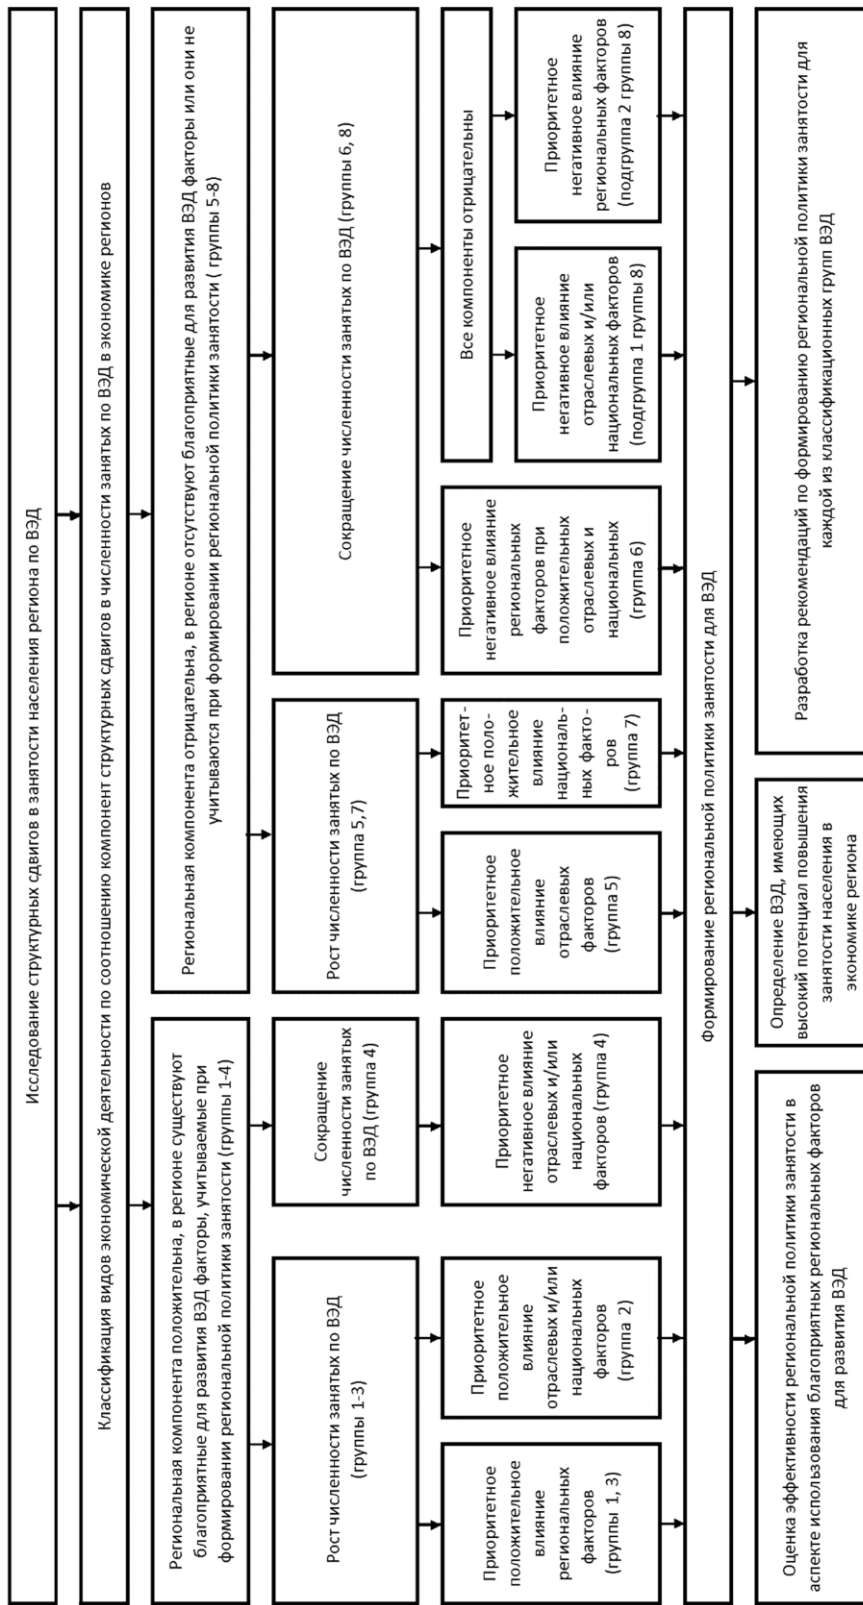 Исследование структурных сдвигов в занятости населения региона по ВЭД
Классификация видов экономической деятельности по соотношению компонент структурных сдвигов в численности занятых по ВЭД в экономике регионов
Региональная компонента положительна, в регионе существуют
благоприятные для развития ВЭД факторы, учитываемые при
формировании региональной политики занятости (группы 1-4)
Региональная компонента отрицательна, в регионе отсутствуют благоприятные для развития ВЭД факторы или они не
учитываются при формировании региональной политики занятости ( группы 5-8)
Рост численности занятых по ВЭД
(группы 1-3)
Сокращение
численности занятых
по ВЭД (группа 4)
Рост численности занятых по ВЭД
(группа 5,7)
Сокращение численности занятых по ВЭД (группы 6, 8)
Приоритетное
положительное
влияние
региональных
факторов
(группы 1, 3)
Приоритетное
положительное
влияние
отраслевых и/или
национальных
факторов
(группа 2)
Приоритетное
негативное влияние
отраслевых и/или
национальных
факторов (группа 4)
Приоритетное
положительное
влияние
отраслевых
факторов
(группа 5)
Приоритет-
ное поло-
жительное
влияние
националь-
ных факто-
ров
(группа 7)
Приоритетное
негативное влияние
региональных
факторов при
положительных
отраслевых и
национальных
(группа 6)
Все компоненты отрицательны
Приоритетное
негативное влияние
отраслевых и/или
национальных факторов
(подгруппа 1 группы 8)
Приоритетное
негативное влияние
региональных факторов
(подгруппа 2 группы 8)
Формирование региональной политики занятости для ВЭД
Оценка эффективности региональной политики занятости в
аспекте использования благоприятных региональных факторов
для развития ВЭД
Определение ВЭД, имеющих
высокий потенциал повышения
занятости населения в
экономике региона
Разработка рекомендаций по формированию региональной политики занятости для
каждой из классификационных групп ВЭД